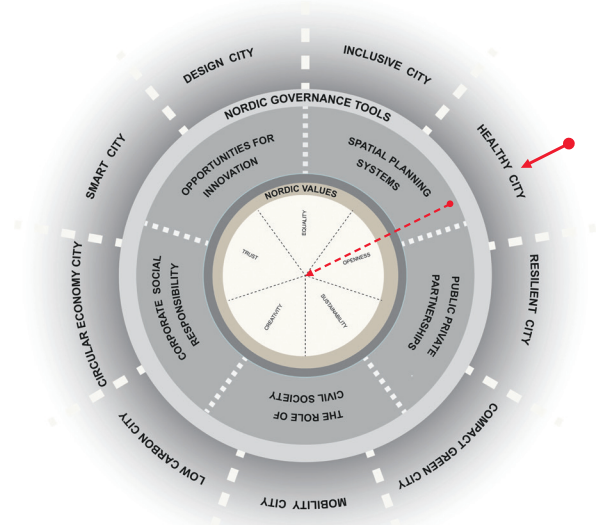 DESIGN CITY
INCLUSIVE CITY
HEALTHY CITY
RESILIENT CITY
COMPACT GREEN CITY
MOBILITY CITY
LOW CARBON CITY
CIRCULAR ECONOMY CITY
SMART CITY
NORDIC GOVERNANCE TOOLS
OPPORTUNITIES FOR
INNOVATION
SPATIAL PLANNING
SYSTEMS
PUBLIC PRIVATE
PARTNERSHIPS
THE ROLE OF
CIVIL SOCIETY
CORPORATE SOCIAL
RESPONSIBILITY
NORDIC VALUES
EQUALITY
OPENNESS
SUSTAINABILITY
CREATIVITY
TRUST